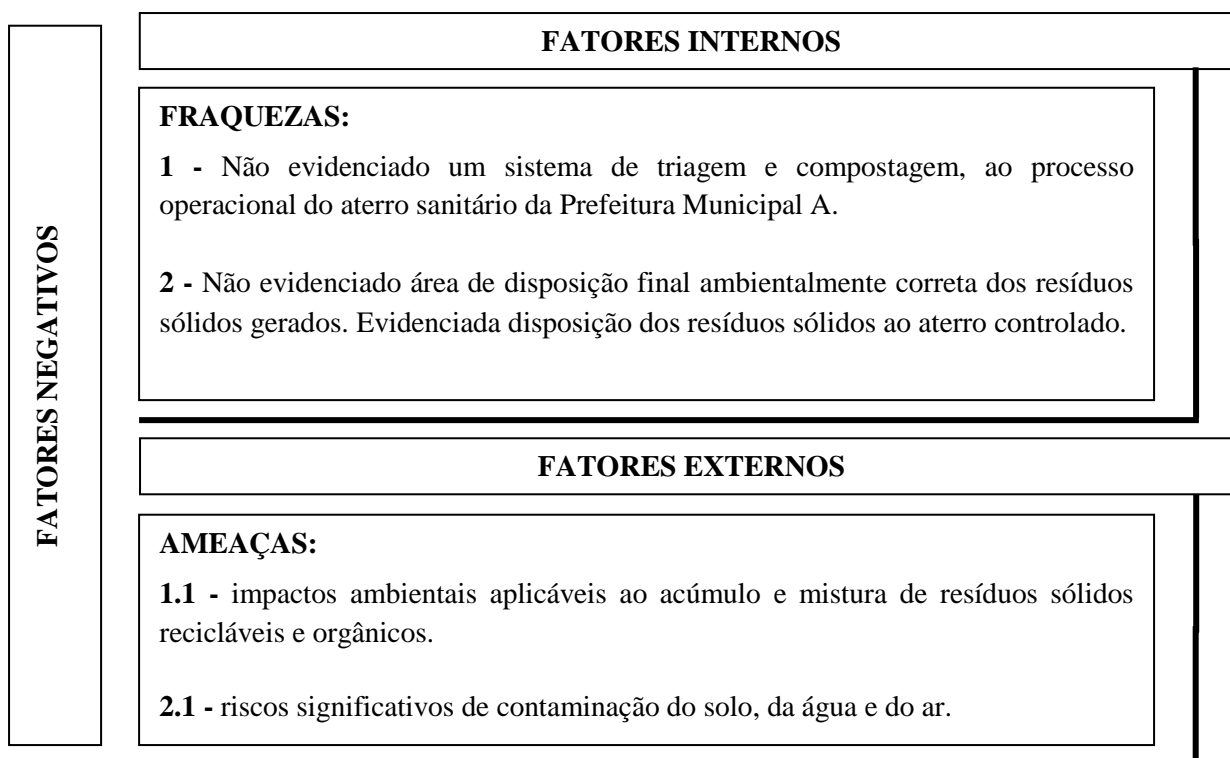 FATORES NEGATIVOS
FATORES INTERNOS
FRAQUEZAS:
1 - Não evidenciado um sistema de triagem e compostagem, ao processo
operacional do aterro sanitário da Prefeitura Municipal A.
2 - Não evidenciado área de disposição final ambientalmente correta dos resíduos
sólidos gerados. Evidenciada disposição dos resíduos sólidos ao aterro controlado.
FATORES EXTERNOS
AMEAÇAS:
1.1 - impactos ambientais aplicáveis ao acúmulo e mistura de resíduos sólidos
recicláveis e orgânicos.
2.1 - riscos significativos de contaminação do solo, da água e do ar.